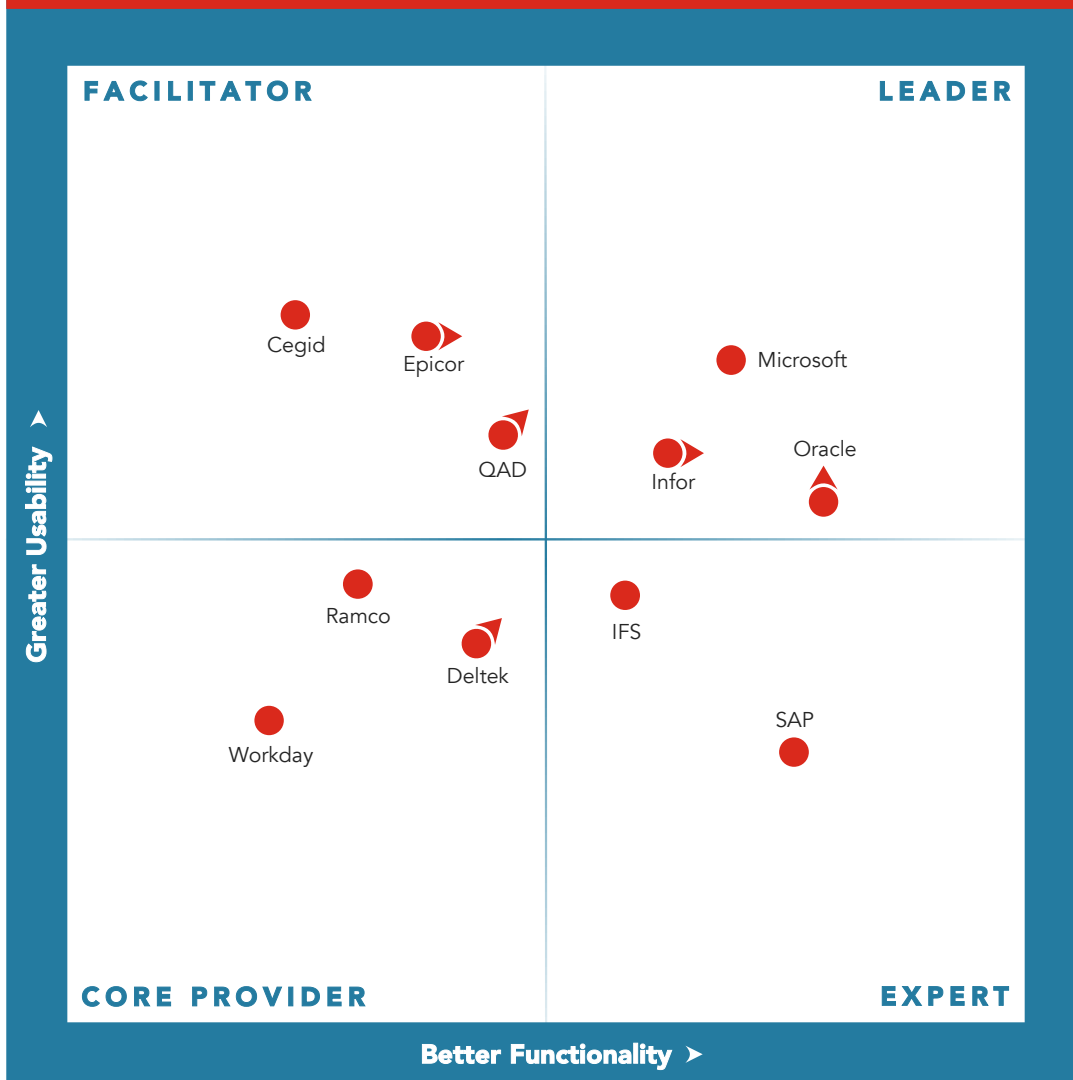 FACILITATOR
LEADER
Cegid
Epicor
Microsoft
QAD
Oracle
Infor
Greater Usability
Ramco
IFS
Deltek
SAP
Workday
CORE PROVIDER
EXPERT
Better Functionality